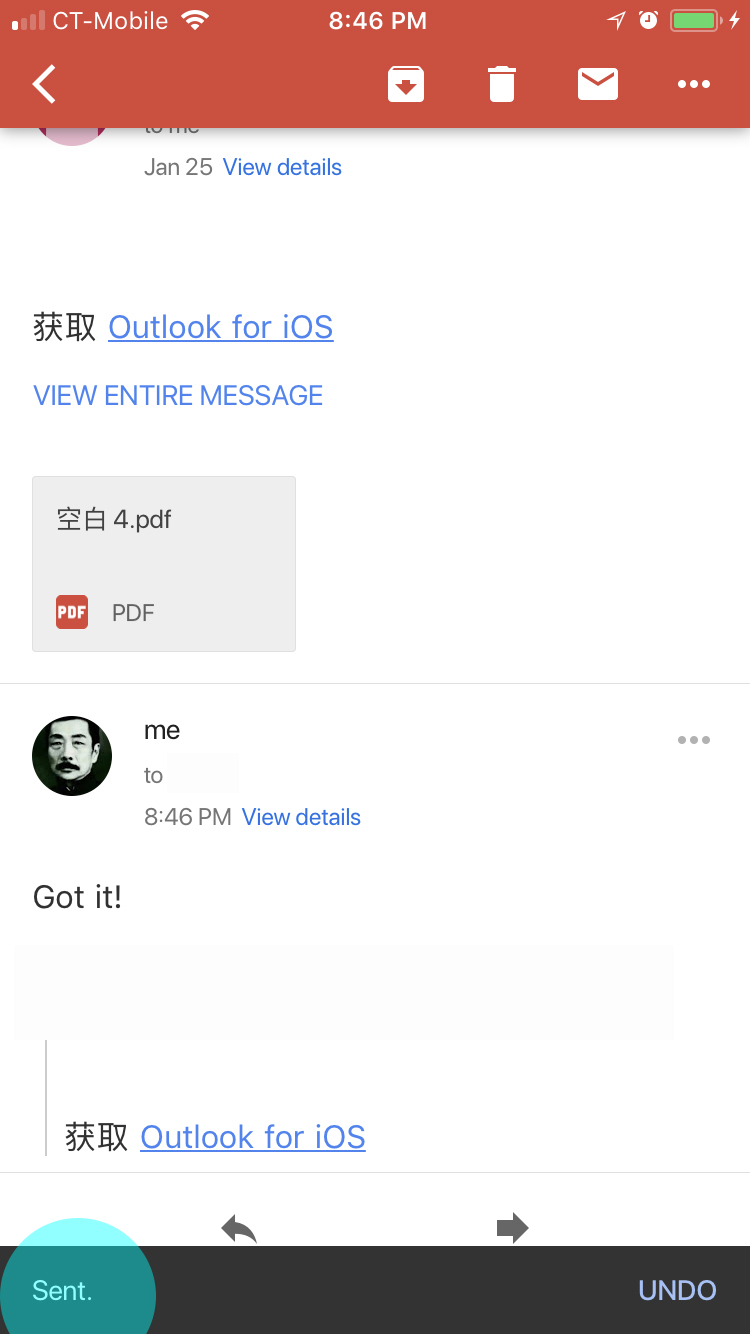 CT-Mobile 8:46 PM
to me
Jan 25 View details
获取 Outlook for iOS
VIEW ENTIRE MESSAGE
空白 4.pdf
PDF PDF
me
to
8:46 PM View details
Got it!
获取 Outlook for iOS
Sent. UNDO